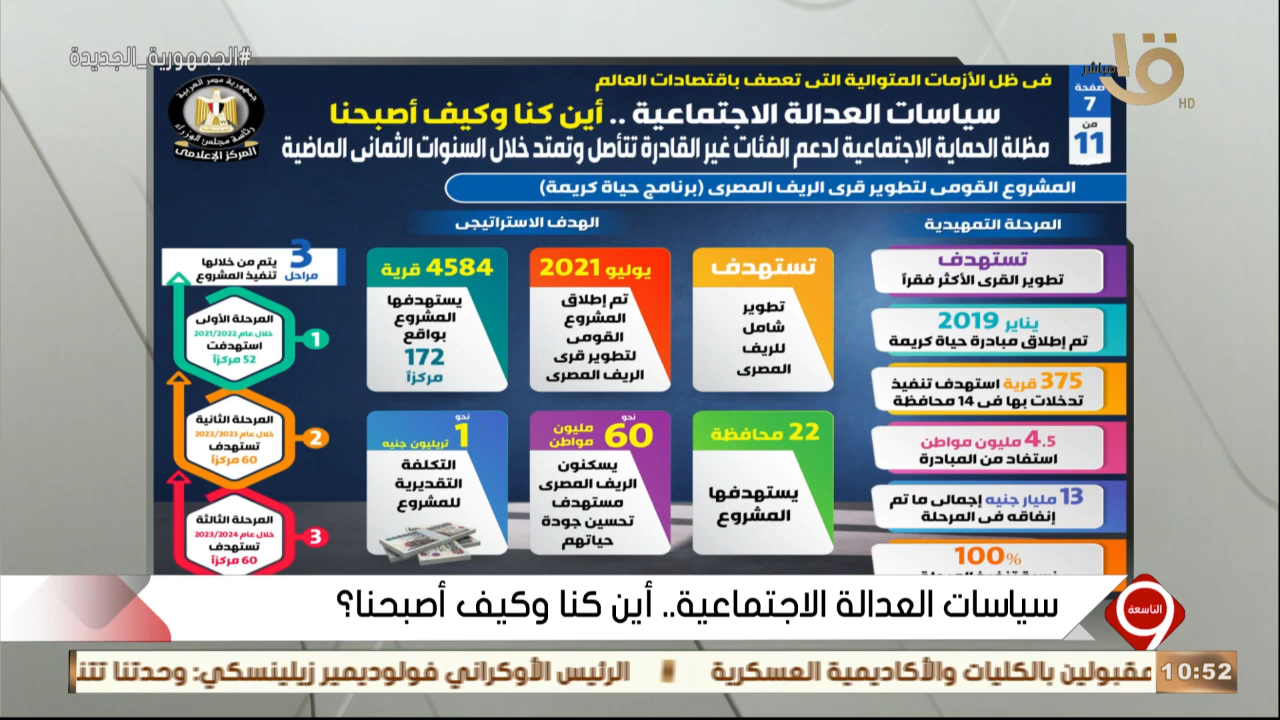 #الجمهورية_الجديدة
مباشر
HD
جمهورية مصر العربية
رئاسة مجلس الوزراء
المركز الإعلامى
صفحة
7
من
11
فى ظل الأزمات المتوالية التى تعصف باقتصادات العالم
سياسات العدالة الاجتماعية .. أين كنا وكيف أصبحنا
مظلة الحماية الاجتماعية لدعم الفئات غير القادرة تتأصل وتمتد خلال السنوات الثمانى الماضية
المشروع القومى لتطوير قرى الريف المصرى (برنامج حياة كريمة)
المرحلة التمهيدية
تستهدف
تطوير القرى الأكثر فقراً
يناير 2019
تم إطلاق مبادرة حياة كريمة
375 قرية استهدف تنفيذ
تدخلات بها فى 14 محافظة
4.5 مليون مواطن
استفاد من المبادرة
13 مليار جنيه إجمالى ما تم
إنفاقه فى المرحلة
100%
الهدف الاستراتيجى
تستهدف
تطوير
شامل
للريف
المصرى
يوليو 2021
تم إطلاق
المشروع
القومى
لتطوير قرى
الريف المصرى
4584 قرية
يستهدفها
المشروع
بواقع
172
مركزاً
22 محافظة
يستهدفها
المشروع
نحو
60 مليون
مواطن
يسكنون
الريف المصرى
مستهدف
تحسين جودة
حياتهم
نحو
1 تريليون جنيه
التكلفة
التقديرية
للمشروع
3 مراحل
يتم من خلالها
تنفيذ المشروع
1
المرحلة الأولى
خلال عام 2021/2022
استهدفت
52 مركزاً
2
المرحلة الثانية
خلال عام 2022/2023
تستهدف
60 مركزاً
3
المرحلة الثالثة
خلال عام 2023/2024
تستهدف
60 مركزاً
سياسات العدالة الاجتماعية.. أين كنا وكيف أصبحنا؟
التاسعة
9
10:52
مقبولين بالكليات والأكاديمية العسكرية
الرئيس الأوكراني فولوديمير زيلينسكي: وحدتنا